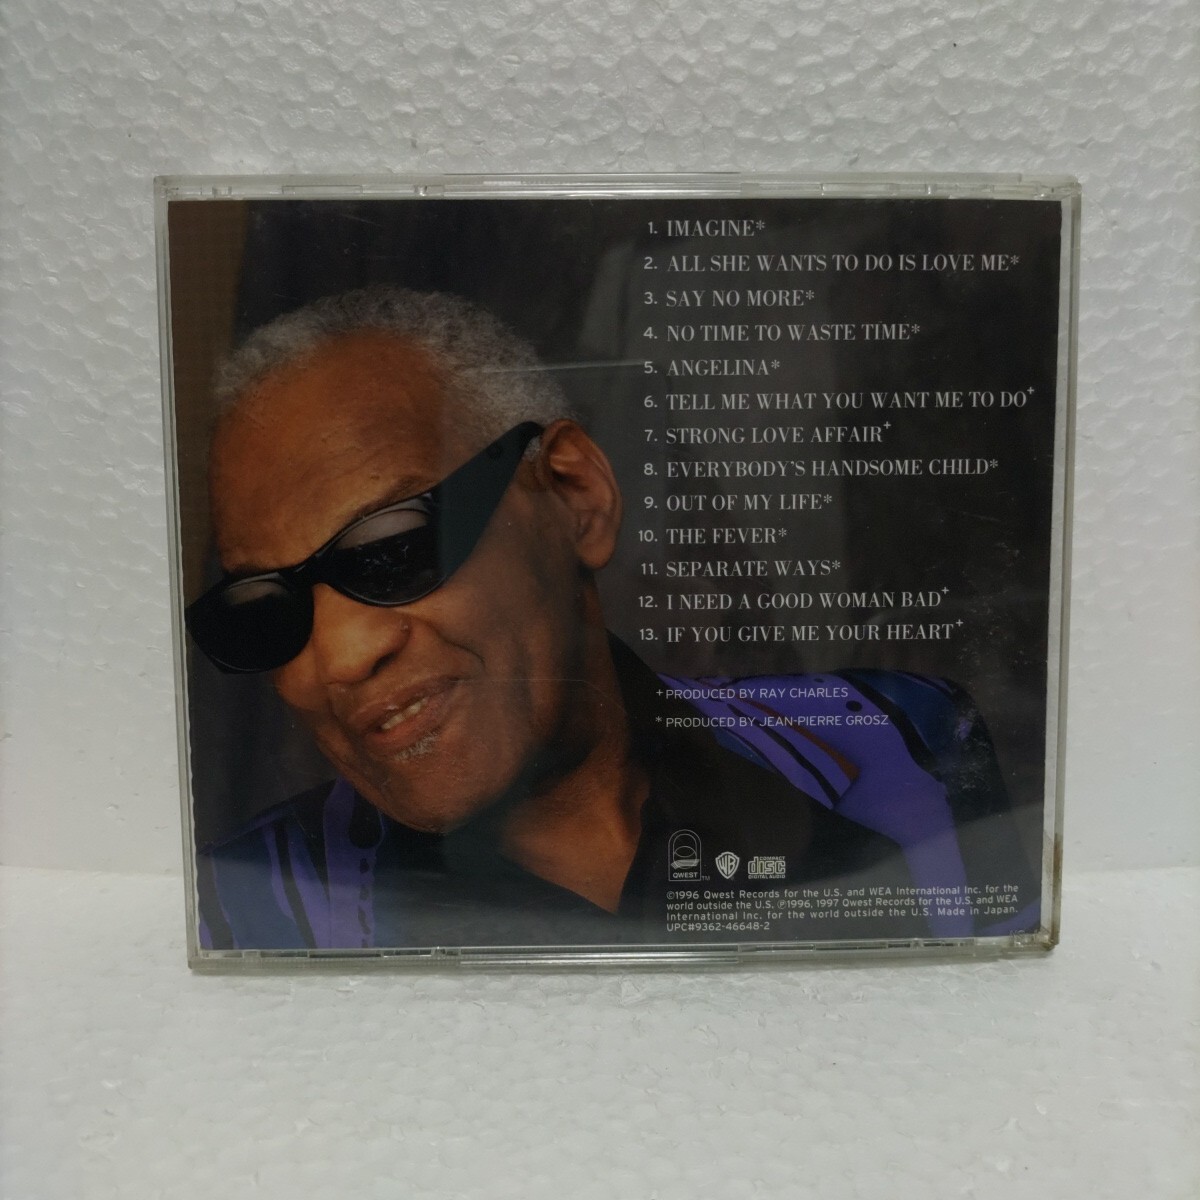 1. IMAGINE*
2. ALL SHE WANTS TO DO IS LOVE ME*
3. SAY NO MORE*
4. NO TIME TO WASTE TIME*
5. ANGELINA*
6. TELL ME WHAT YOU WANT ME TO DO+
7. STRONG LOVE AFFAIR+
8. EVERYBODY'S HANDSOME CHILD*
9. OUT OF MY LIFE*
10. THE FEVER*
11. SEPARATE WAYS*
12. I NEED A GOOD WOMAN BAD+
13. IF YOU GIVE ME YOUR HEART+
+ PRODUCED BY RAY CHARLES
* PRODUCED BY JEAN-PIERRE GROSZ
QWEST TM WB COMPACT disc DIGITAL AUDIO
©1996 Qwest Records for the U.S. and WEA International Inc. for the
world outside the U.S. ℗1996, 1997 Qwest Records for the U.S. and WEA
International Inc. for the world outside the U.S. Made in Japan.
UPC#9362-46648-2